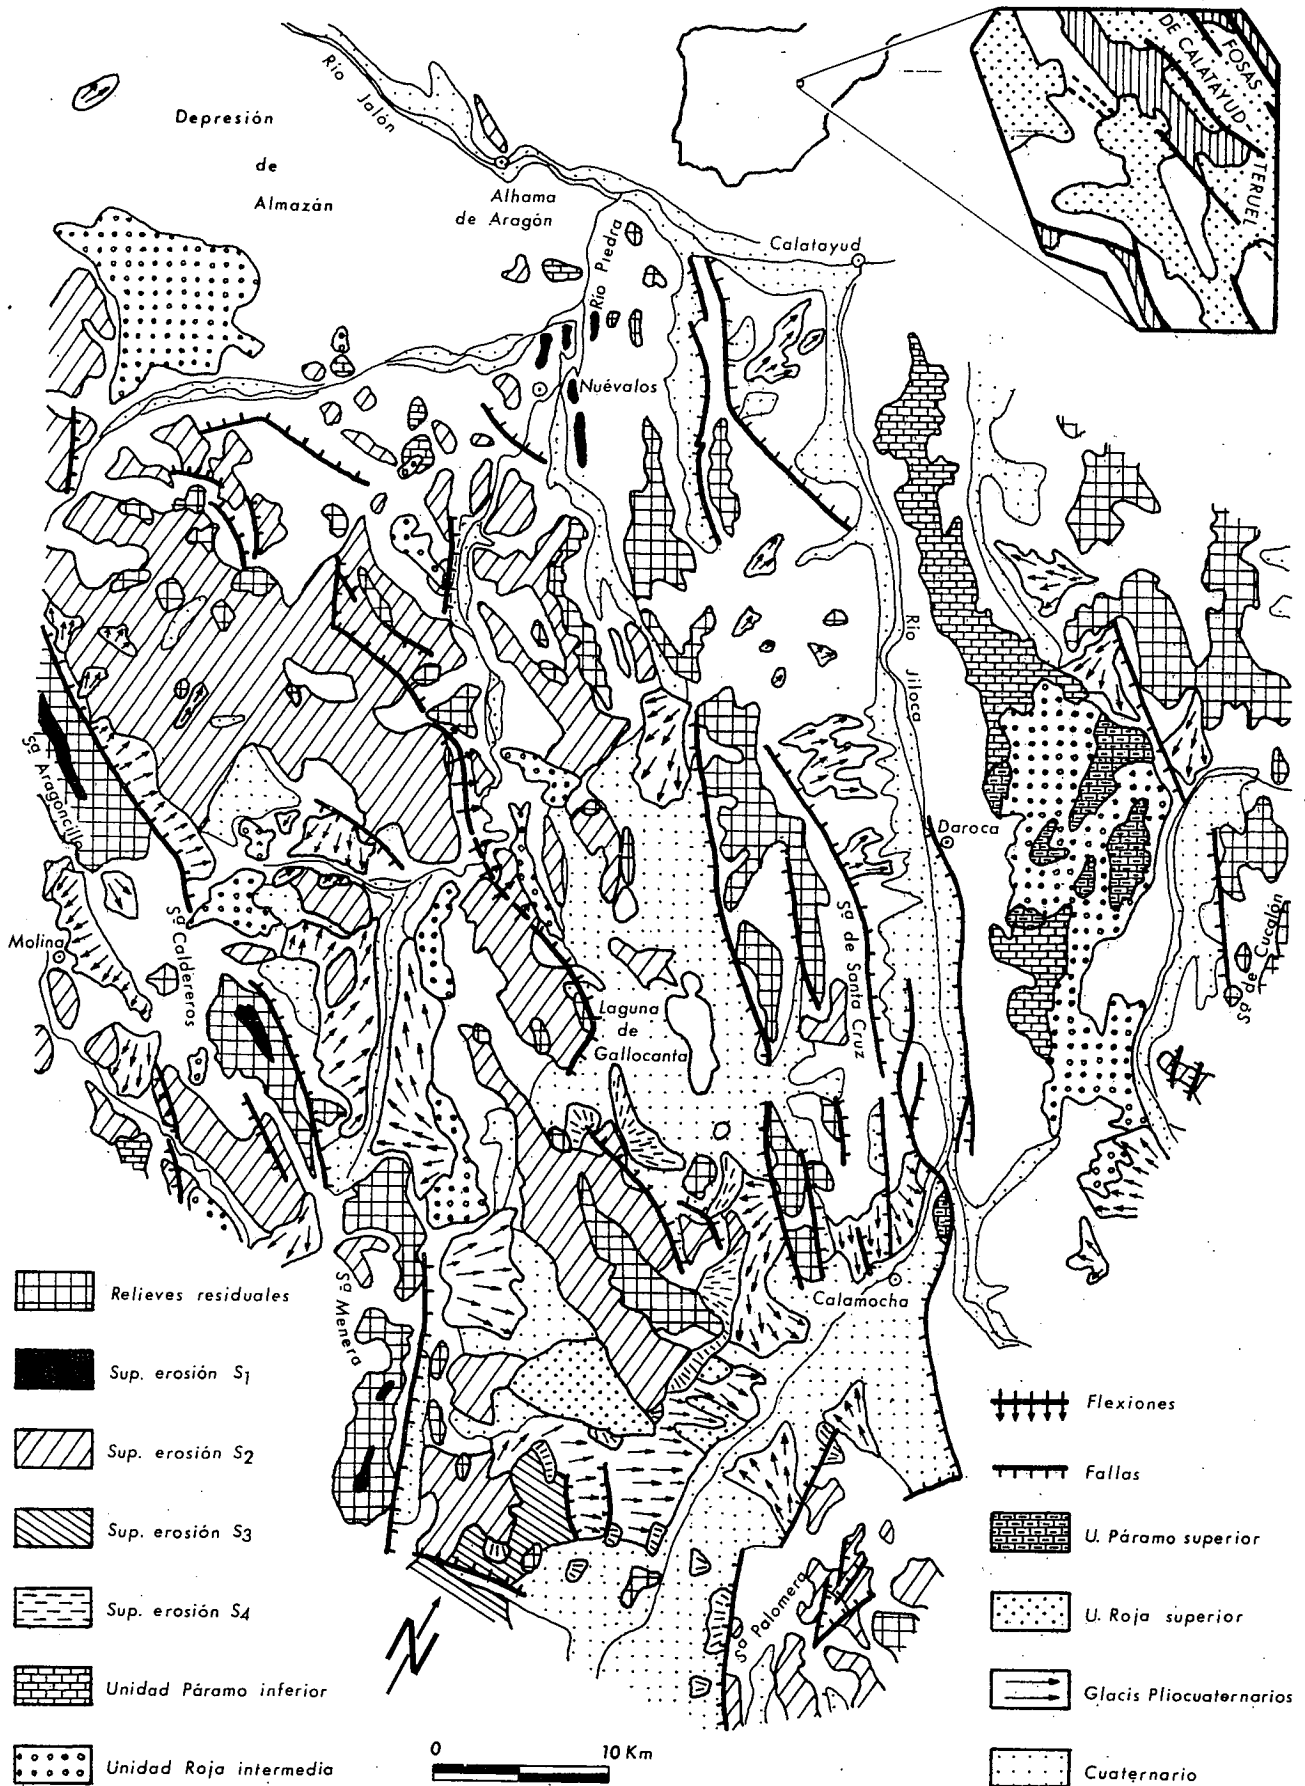 DE CALATAYUD
FOSAS
TERUEL
Río Jalón
Depresión
de
Almazán
Alhama
de Aragón
Río Piedra
Calatayud
Nuévalos
Río Jiloca
Sª Aragoncillo
Daroca
Molina
Sª Caldereros
Sª de Santa Cruz
Sª de Cucalón
Laguna
de
Gallocanta
Calamocha
Sª Menera
Sª Palomera
Relieves residuales
Sup. erosión S1
Sup. erosión S2
Sup. erosión S3
Sup. erosión S4
Unidad Páramo inferior
Unidad Roja intermedia
Flexiones
Fallas
U. Páramo superior
U. Roja superior
Glacis Pliocuaternarios
Cuaternario
N
0 10 Km